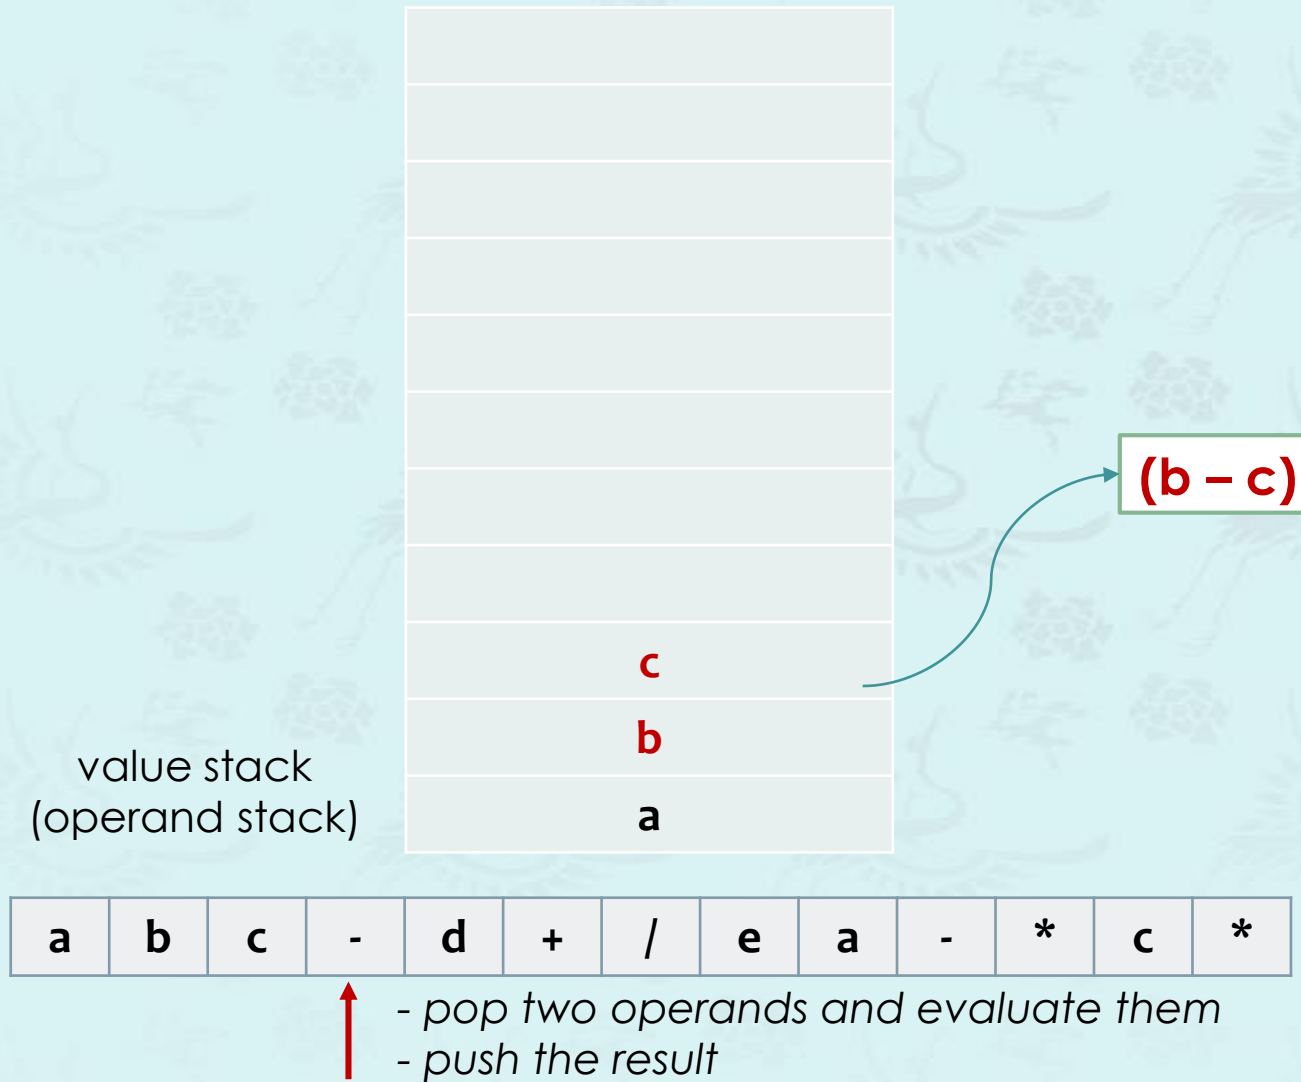 (b – c)
c
b
a
value stack
(operand stack)
a b c - d + / e a - * c *
- pop two operands and evaluate them
- push the result